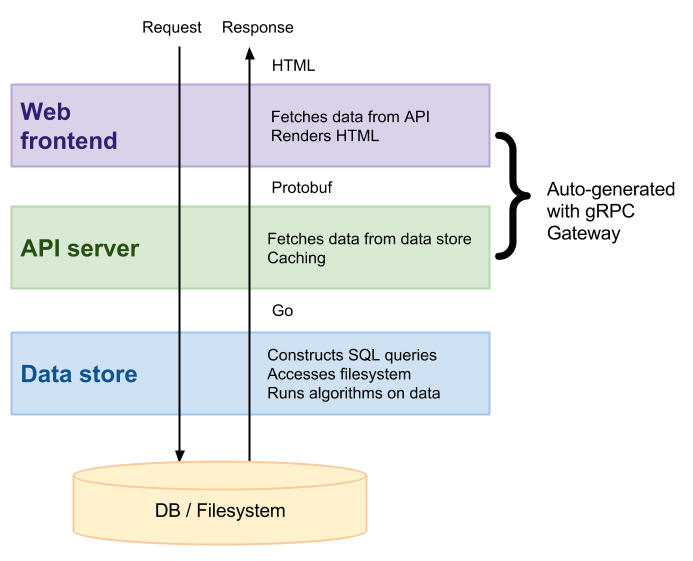 Request
Response
HTML
Web
frontend
Fetches data from API
Renders HTML
Protobuf
Auto-generated
with gRPC
Gateway
API server
Fetches data from data store
Caching
Go
Data store
Constructs SQL queries
Accesses filesystem
Runs algorithms on data
DB / Filesystem